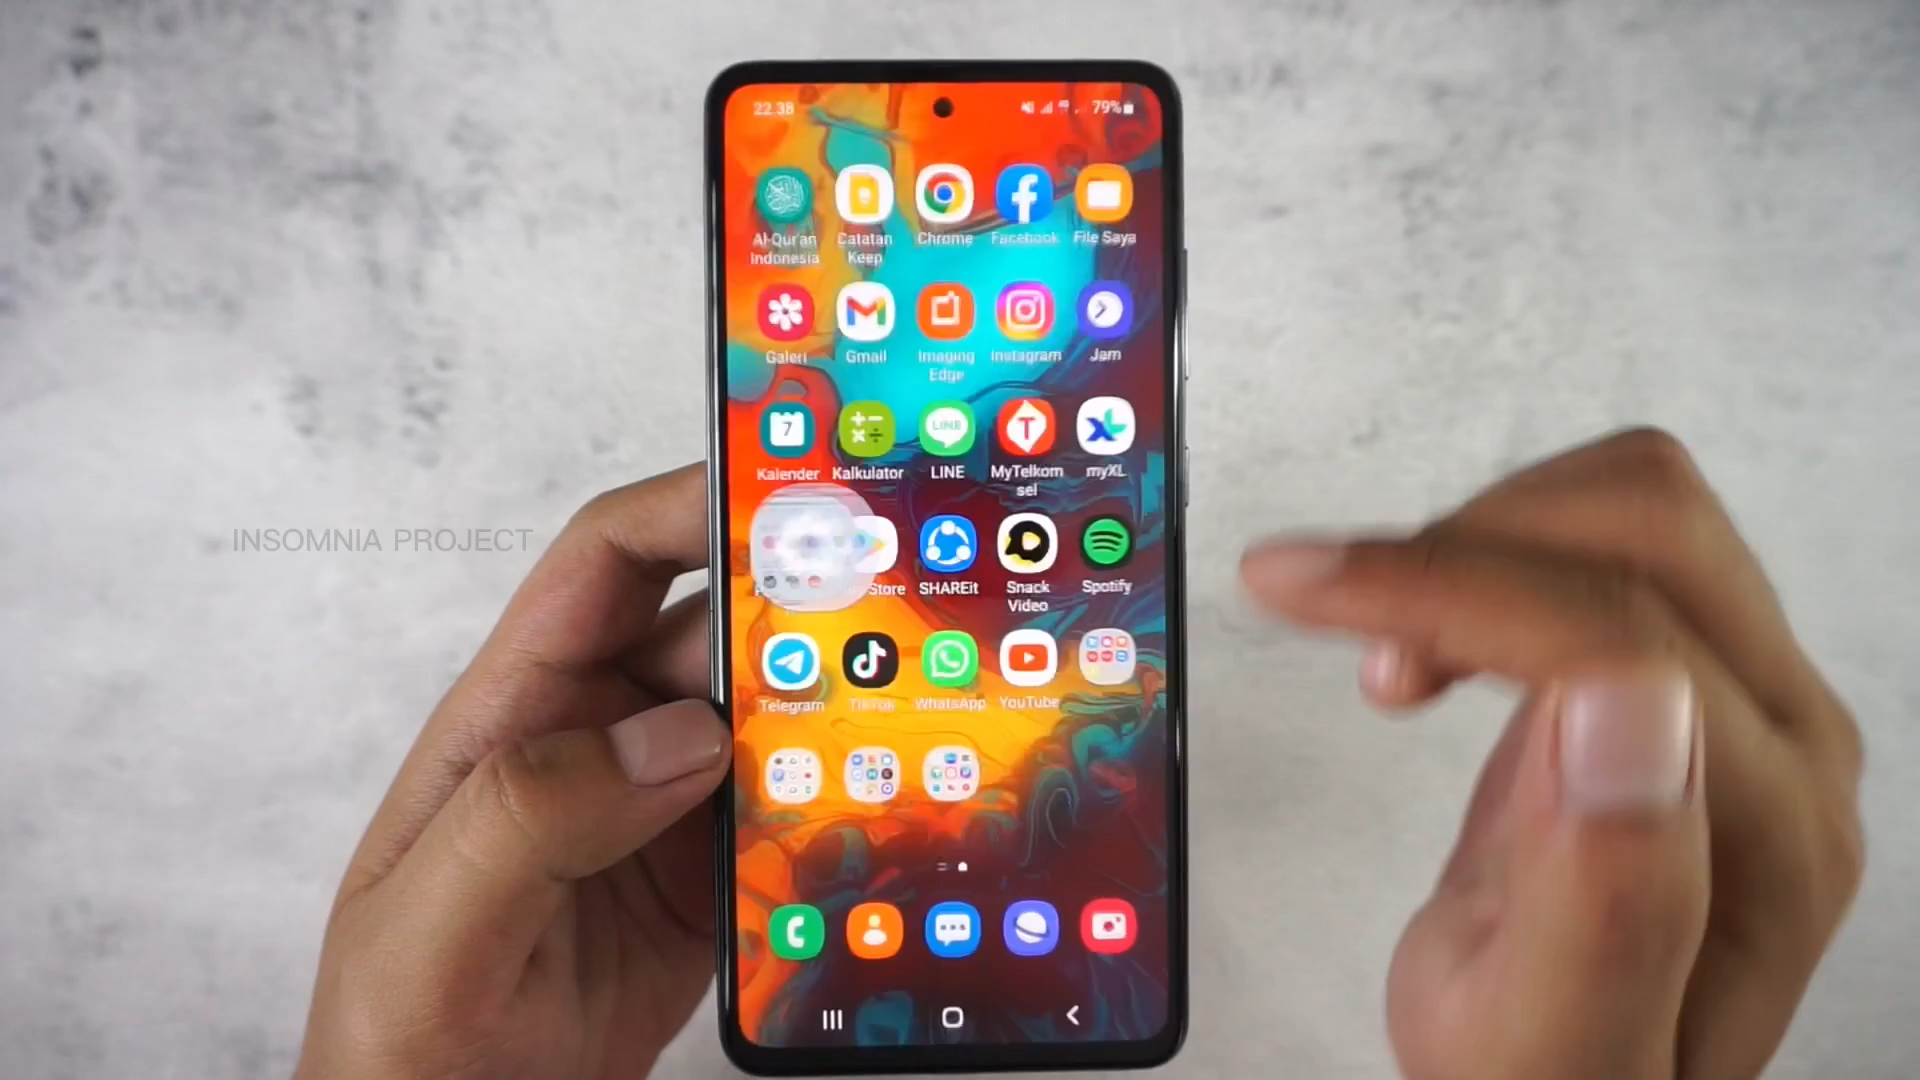 22.38
79%
Al-Qur'an
Indonesia
Catatan
Keep
Chrome
Facebook
File Saya
Galeri
Gmail
Imaging
Edge
Instagram
Jam
7
Kalender
Kalkulator
LINE
LINE
T
MyTelkom
sel
myXL
INSOMNIA PROJECT
Store
SHAREit
Snack
Video
Spotify
Telegram
TikTok
WhatsApp
YouTube